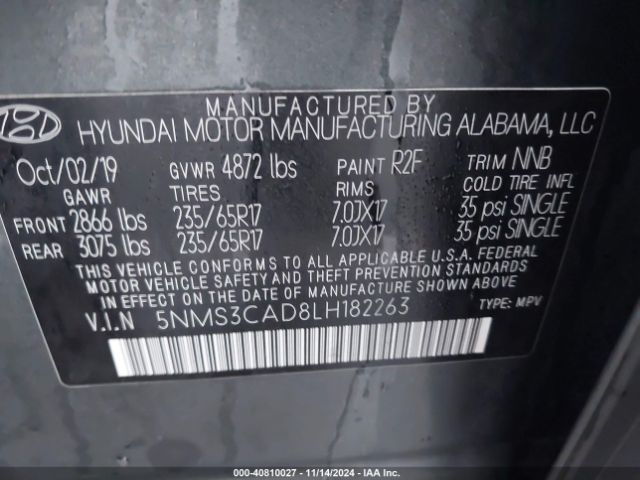 MANUFACTURED BY
HYUNDAI MOTOR MANUFACTURING ALABAMA, LLC
Oct/02/19 GVWR 4872 lbs PAINT R2F TRIM NNB
GAWR TIRES RIMS COLD TIRE INFL
FRONT 2866 lbs 235/65R17 7.0JX17 35 psi SINGLE
REAR 3075 lbs 235/65R17 7.0JX17 35 psi SINGLE
THIS VEHICLE CONFORMS TO ALL APPLICABLE U.S.A. FEDERAL
MOTOR VEHICLE SAFETY AND THEFT PREVENTION STANDARDS
IN EFFECT ON THE DATE OF MANUFACTURE SHOWN ABOVE
V.I.N 5NMS3CAD8LH182263 TYPE: MPV
000-40810027 - 11/14/2024 - IAA Inc.